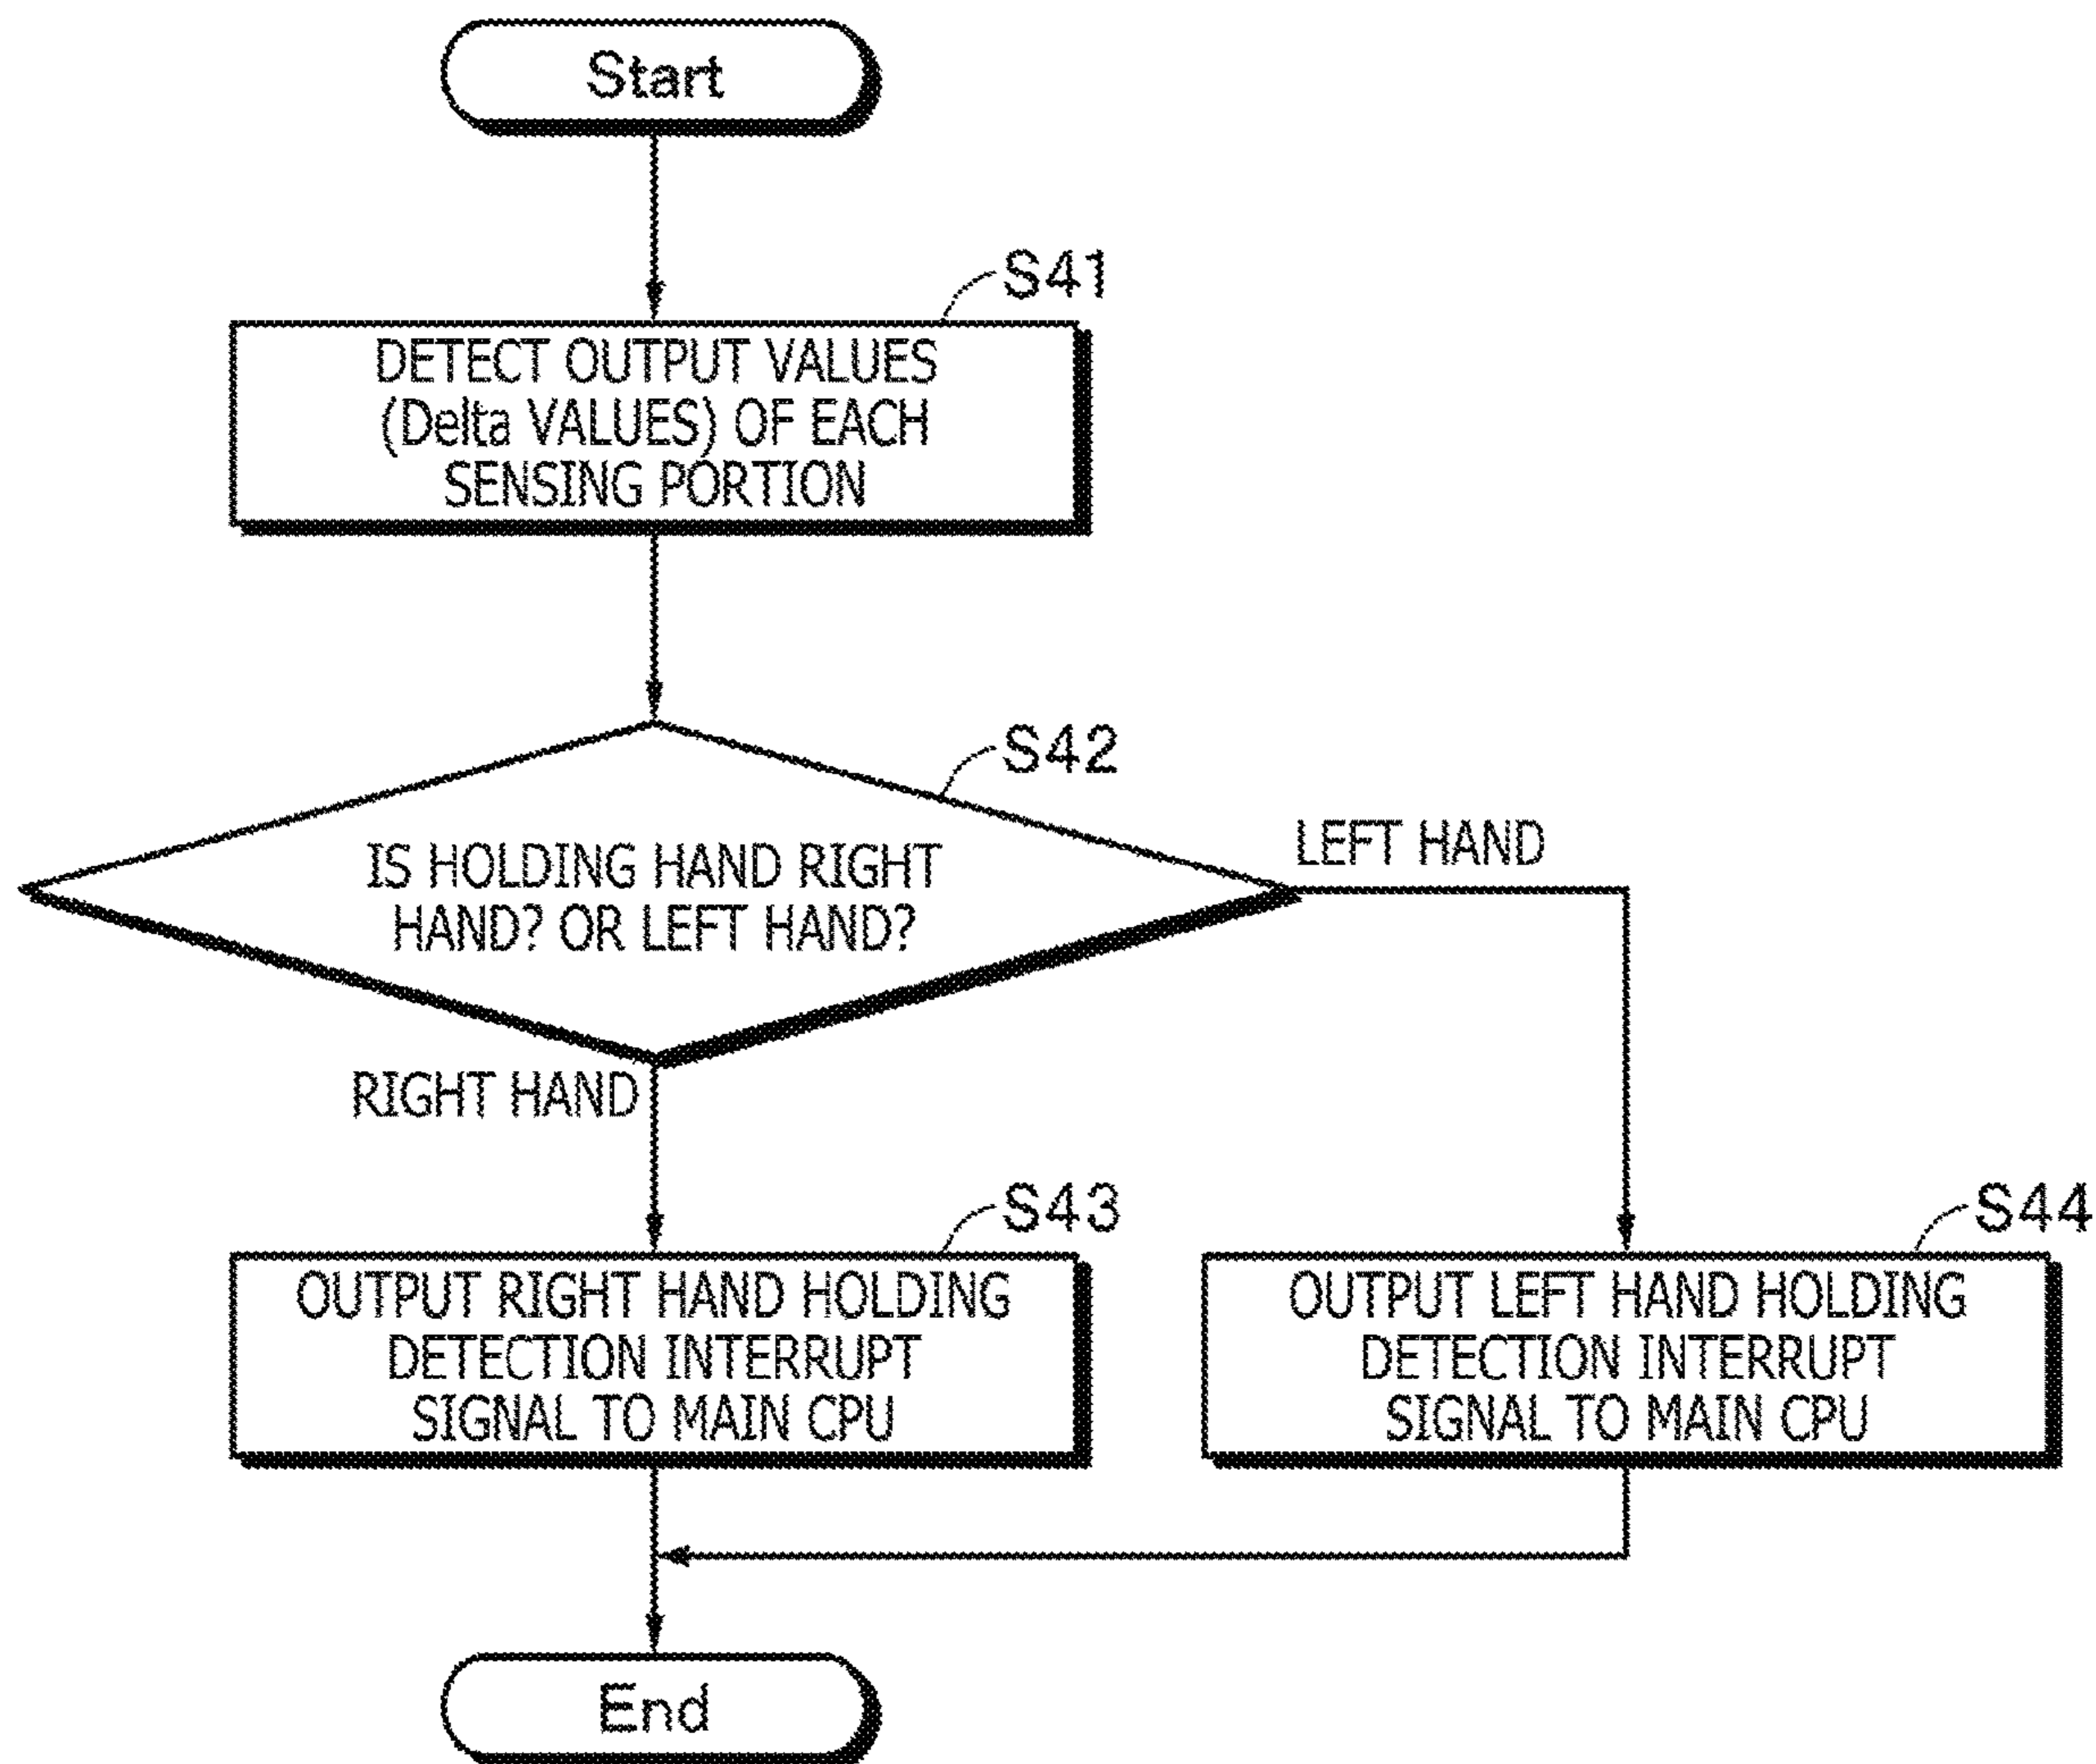 Start
S41
DETECT OUTPUT VALUES
(Delta VALUES) OF EACH
SENSING PORTION
S42
IS HOLDING HAND RIGHT
HAND? OR LEFT HAND?
LEFT HAND
RIGHT HAND
S43
OUTPUT RIGHT HAND HOLDING
DETECTION INTERRUPT
SIGNAL TO MAIN CPU
S44
OUTPUT LEFT HAND HOLDING
DETECTION INTERRUPT
SIGNAL TO MAIN CPU
End